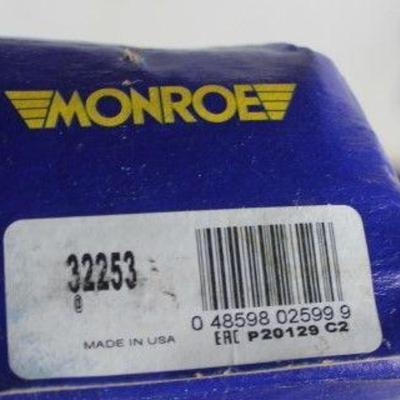 MONROE
32253
@
0 48598 02599 9
MADE IN USA
EAC P20129 C2